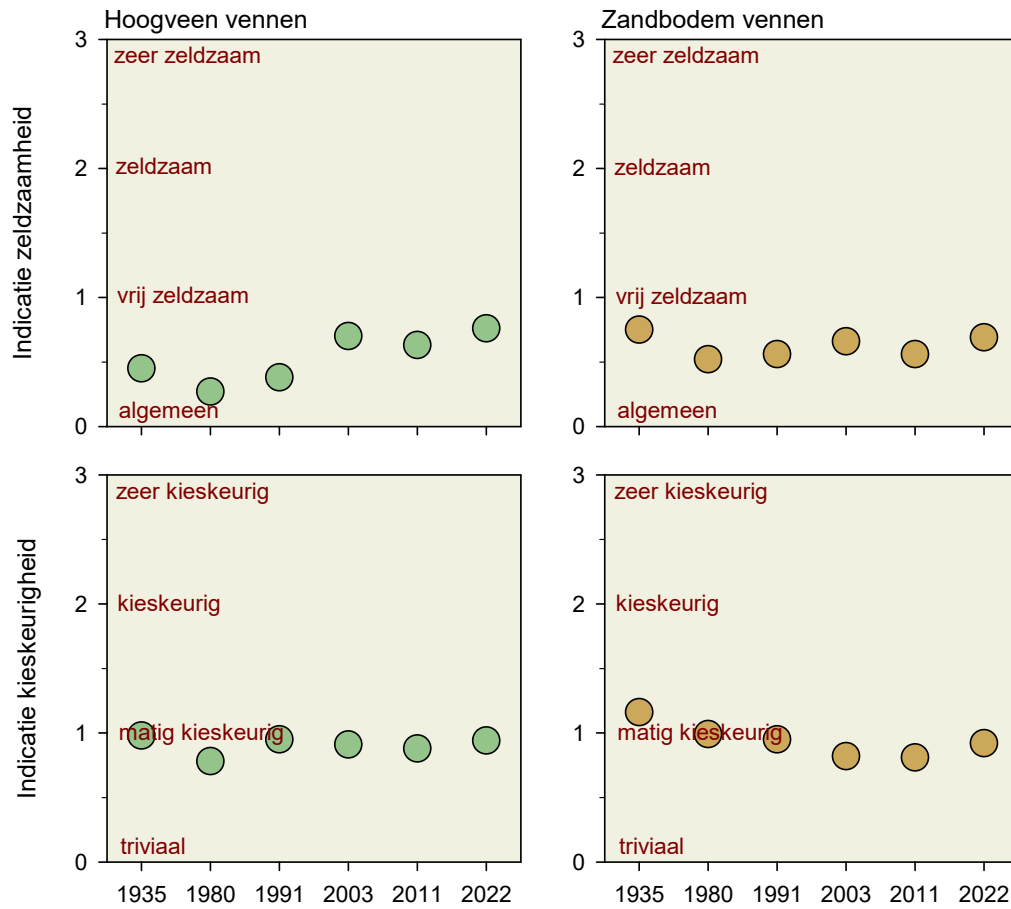 Hoogveen vennen
Zandbodem vennen
Indicatie zeldzaamheid
3
zeer zeldzaam
2
zeldzaam
1
vrij zeldzaam
0
algemeen
3
zeer zeldzaam
2
zeldzaam
1
vrij zeldzaam
0
algemeen
Indicatie kieskeurigheid
3
zeer kieskeurig
2
kieskeurig
1
matig kieskeurig
0
triviaal
1935 1980 1991 2003 2011 2022
3
zeer kieskeurig
2
kieskeurig
1
matig kieskeurig
0
triviaal
1935 1980 1991 2003 2011 2022